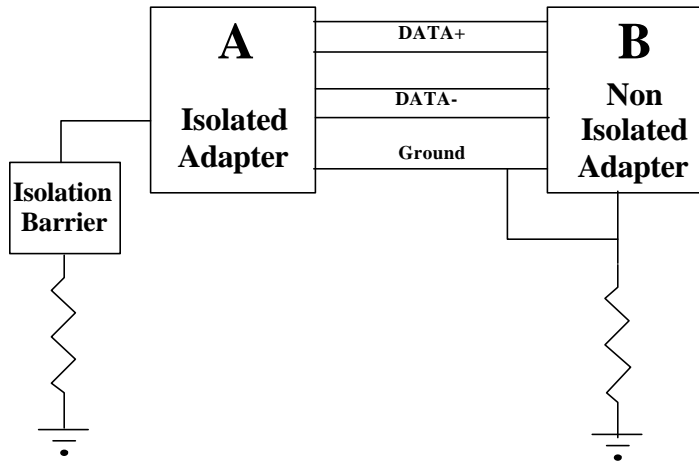 A
Isolated
Adapter
DATA+
DATA-
Ground
B
Non
Isolated
Adapter
Isolation
Barrier